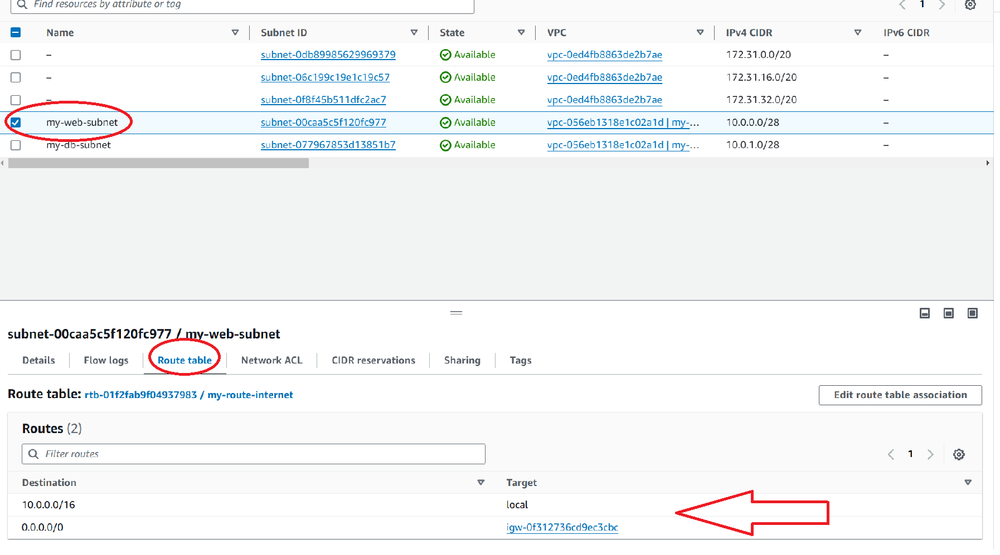 Find resources by attribute or tag
1
Name Subnet ID State VPC IPv4 CIDR IPv6 CIDR
– subnet-0db89985629969379 Available vpc-0ed4fb8863de2b7ae 172.31.0.0/20 –
– subnet-06c199c19e1c19c57 Available vpc-0ed4fb8863de2b7ae 172.31.16.0/20 –
– subnet-0f8f45b511dfc2ac7 Available vpc-0ed4fb8863de2b7ae 172.31.32.0/20 –
my-web-subnet subnet-00caa5c5f120fc977 Available vpc-056eb1318e1c02a1d | my-... 10.0.0.0/28 –
my-db-subnet subnet-077967853d13851b7 Available vpc-056eb1318e1c02a1d | my-... 10.0.1.0/28 –
subnet-00caa5c5f120fc977 / my-web-subnet
Details Flow logs Route table Network ACL CIDR reservations Sharing Tags
Route table: rtb-01f2fab9f04937983 / my-route-internet
Edit route table association
Routes (2)
Filter routes
1
Destination Target
10.0.0.0/16 local
0.0.0.0/0 igw-0f312736cd9ec3cbc